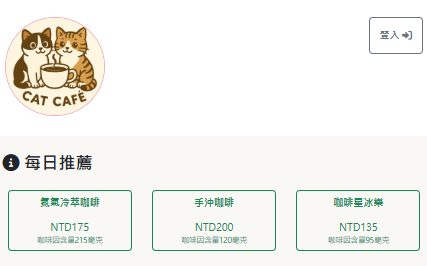 登入
CAT CAFÉ
每日推薦
氮氣冷萃咖啡
NTD175
咖啡因含量215毫克
手沖咖啡
NTD200
咖啡因含量120毫克
咖啡星冰樂
NTD135
咖啡因含量95毫克